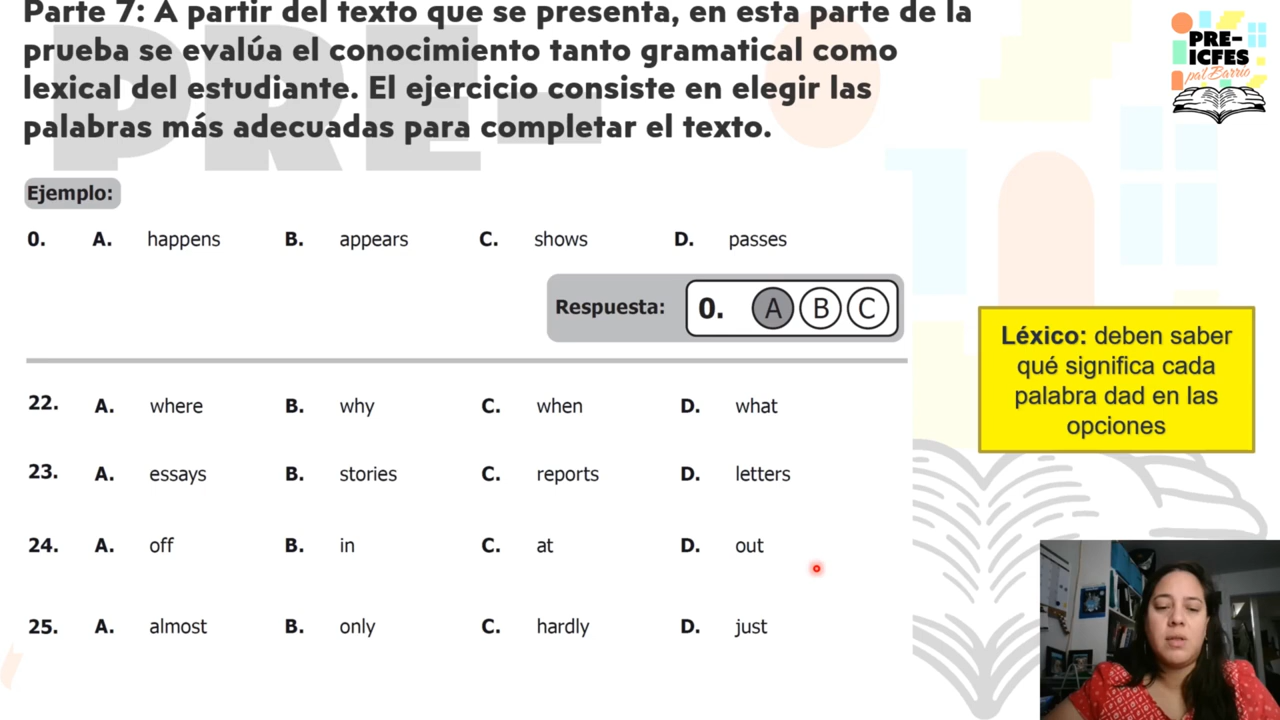 Parte 7: A partir del texto que se presenta, en esta parte de la
prueba se evalúa el conocimiento tanto gramatical como
lexical del estudiante. El ejercicio consiste en elegir las
palabras más adecuadas para completar el texto.
PRE-
ICFES
pa'l Barrio
PRE-
Ejemplo:
0. A. happens B. appears C. shows D. passes
Respuesta: 0. A B C
Léxico: deben saber
qué significa cada
palabra dad en las
opciones
22. A. where B. why C. when D. what
23. A. essays B. stories C. reports D. letters
24. A. off B. in C. at D. out
25. A. almost B. only C. hardly D. just